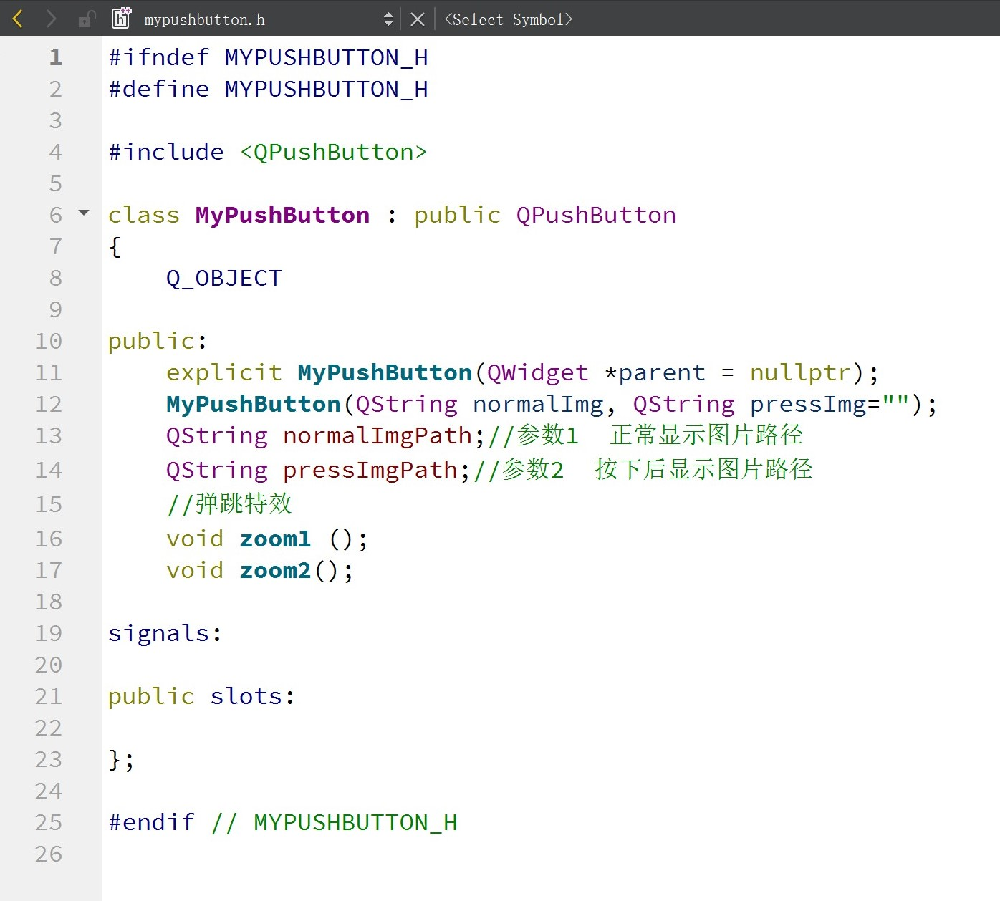 mypushbutton.h <Select Symbol>
1 #ifndef MYPUSHBUTTON_H
2 #define MYPUSHBUTTON_H
3
4 #include <QPushButton>
5
6 class MyPushButton : public QPushButton
7 {
8     Q_OBJECT
9
10 public:
11     explicit MyPushButton(QWidget *parent = nullptr);
12     MyPushButton(QString normalImg, QString pressImg="");
13     QString normalImgPath;//参数1  正常显示图片路径
14     QString pressImgPath;//参数2  按下后显示图片路径
15     //弹跳特效
16     void zoom1 ();
17     void zoom2();
18
19 signals:
20
21 public slots:
22
23 };
24
25 #endif // MYPUSHBUTTON_H
26